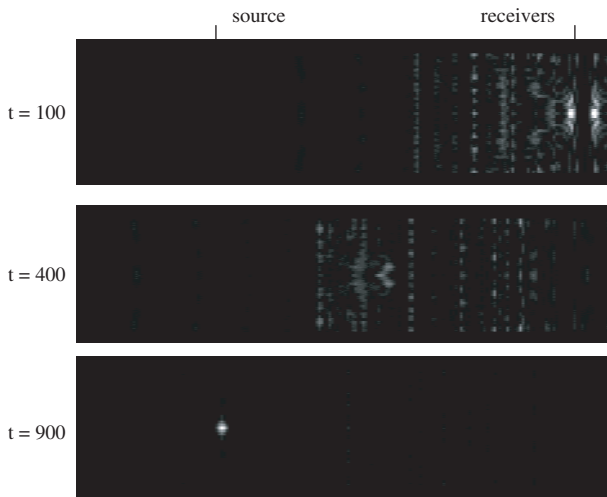 source receivers
t = 100
t = 400
t = 900